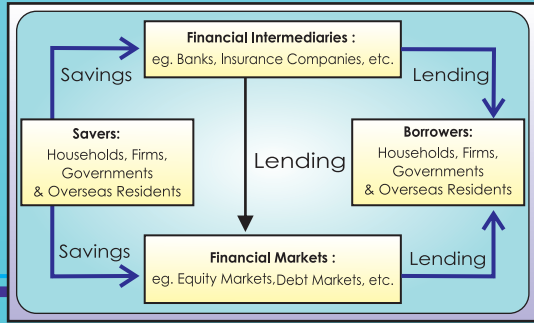 Financial Intermediaries :
eg. Banks, Insurance Companies, etc.
Savings
Lending
Savers:
Households, Firms,
Governments
& Overseas Residents
Lending
Borrowers:
Households, Firms,
Governments
& Overseas Residents
Savings
Lending
Financial Markets :
eg. Equity Markets,Debt Markets, etc.